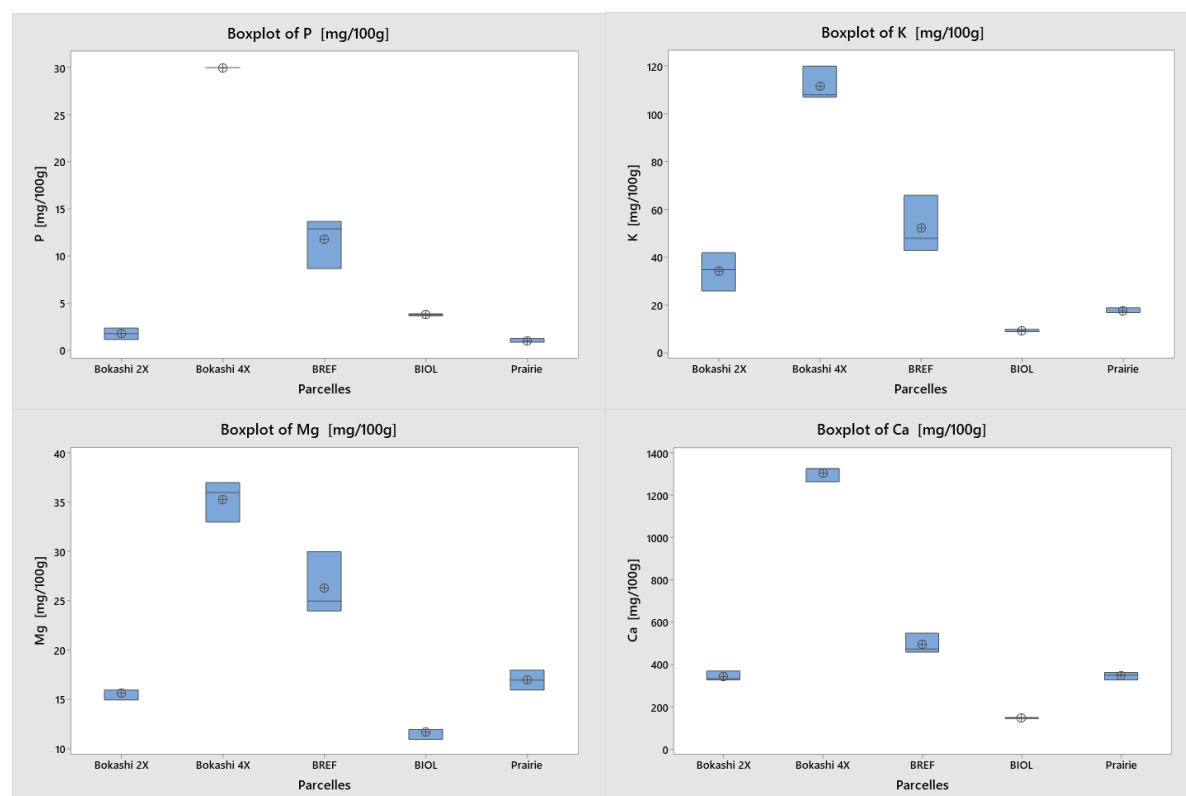 Boxplot of P [mg/100g]
P [mg/100g]
30
25
20
15
10
5
0
Bokashi 2X Bokashi 4X BREF BIOL Prairie
Parcelles
Boxplot of K [mg/100g]
K [mg/100g]
120
100
80
60
40
20
0
Bokashi 2X Bokashi 4X BREF BIOL Prairie
Parcelles
Boxplot of Mg [mg/100g]
Mg [mg/100g]
40
35
30
25
20
15
10
Bokashi 2X Bokashi 4X BREF BIOL Prairie
Parcelles
Boxplot of Ca [mg/100g]
Ca [mg/100g]
1400
1200
1000
800
600
400
200
0
Bokashi 2X Bokashi 4X BREF BIOL Prairie
Parcelles